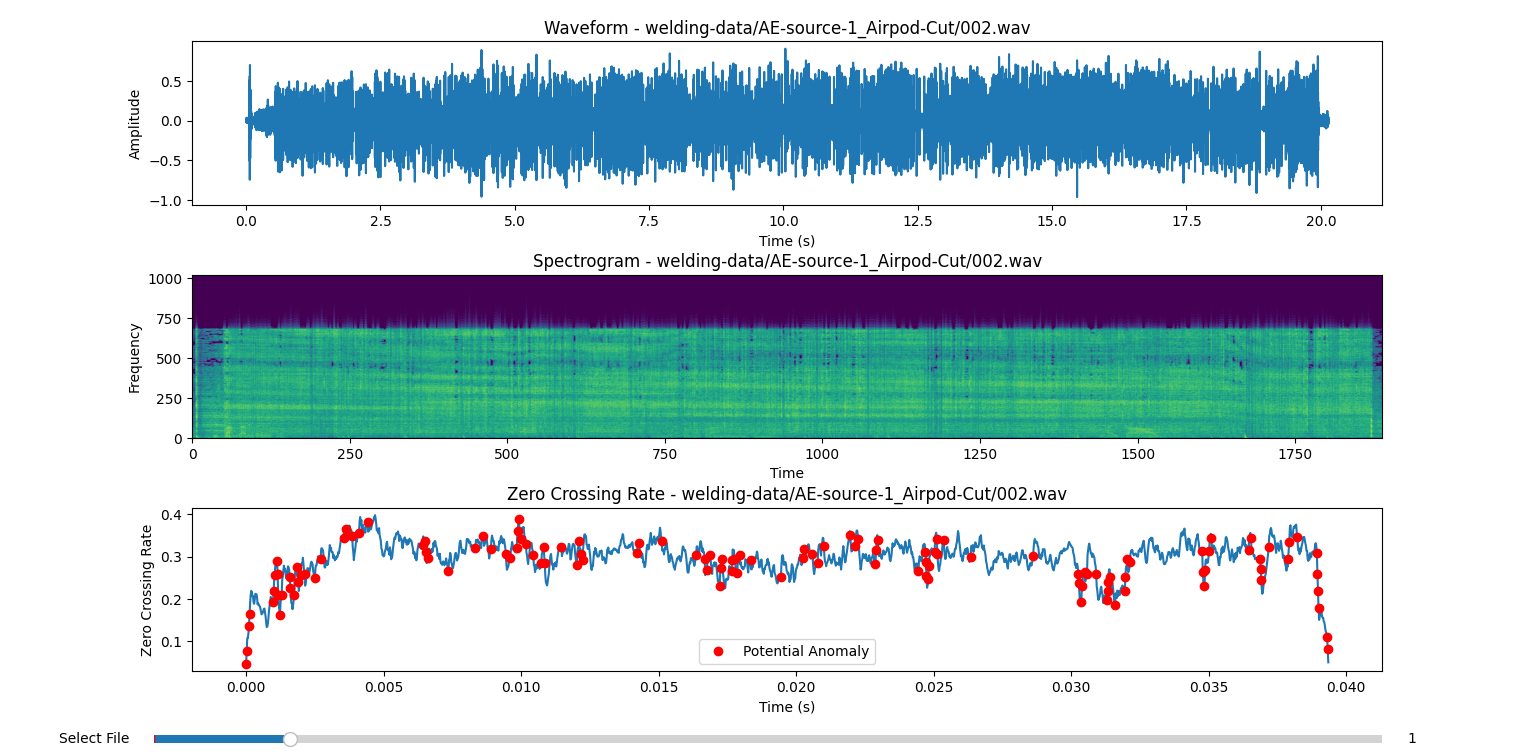 Waveform - welding-data/AE-source-1_Airpod-Cut/002.wav
0.5
0.0
−0.5
−1.0
Amplitude
0.0 2.5 5.0 7.5 10.0 12.5 15.0 17.5 20.0
Time (s)
Spectrogram - welding-data/AE-source-1_Airpod-Cut/002.wav
1000
750
500
250
0
Frequency
0 250 500 750 1000 1250 1500 1750
Time
Zero Crossing Rate - welding-data/AE-source-1_Airpod-Cut/002.wav
0.4
0.3
0.2
0.1
Zero Crossing Rate
Potential Anomaly
0.000 0.005 0.010 0.015 0.020 0.025 0.030 0.035 0.040
Time (s)
Select File 1